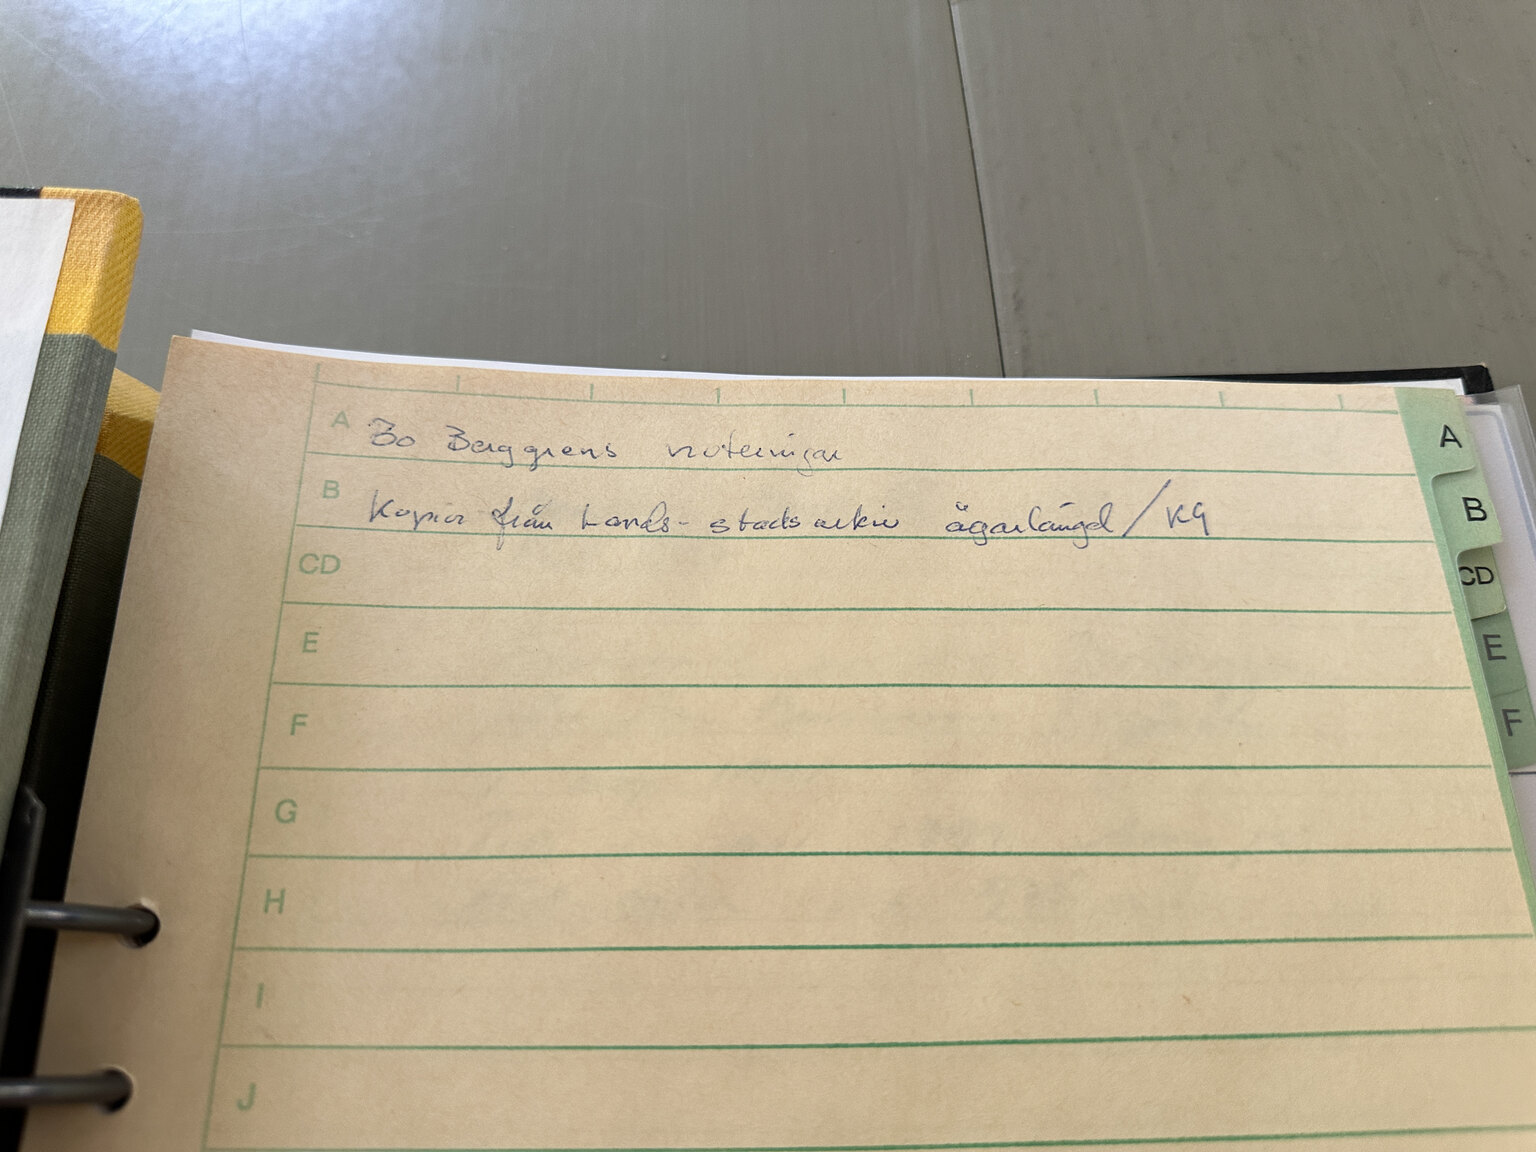 A Bo Berggrens noteringar
B Kopior från Lands- stadsarkiv ägarlängd / KG
CD
E
F
G
H
I
J
A
B
CD
E
F